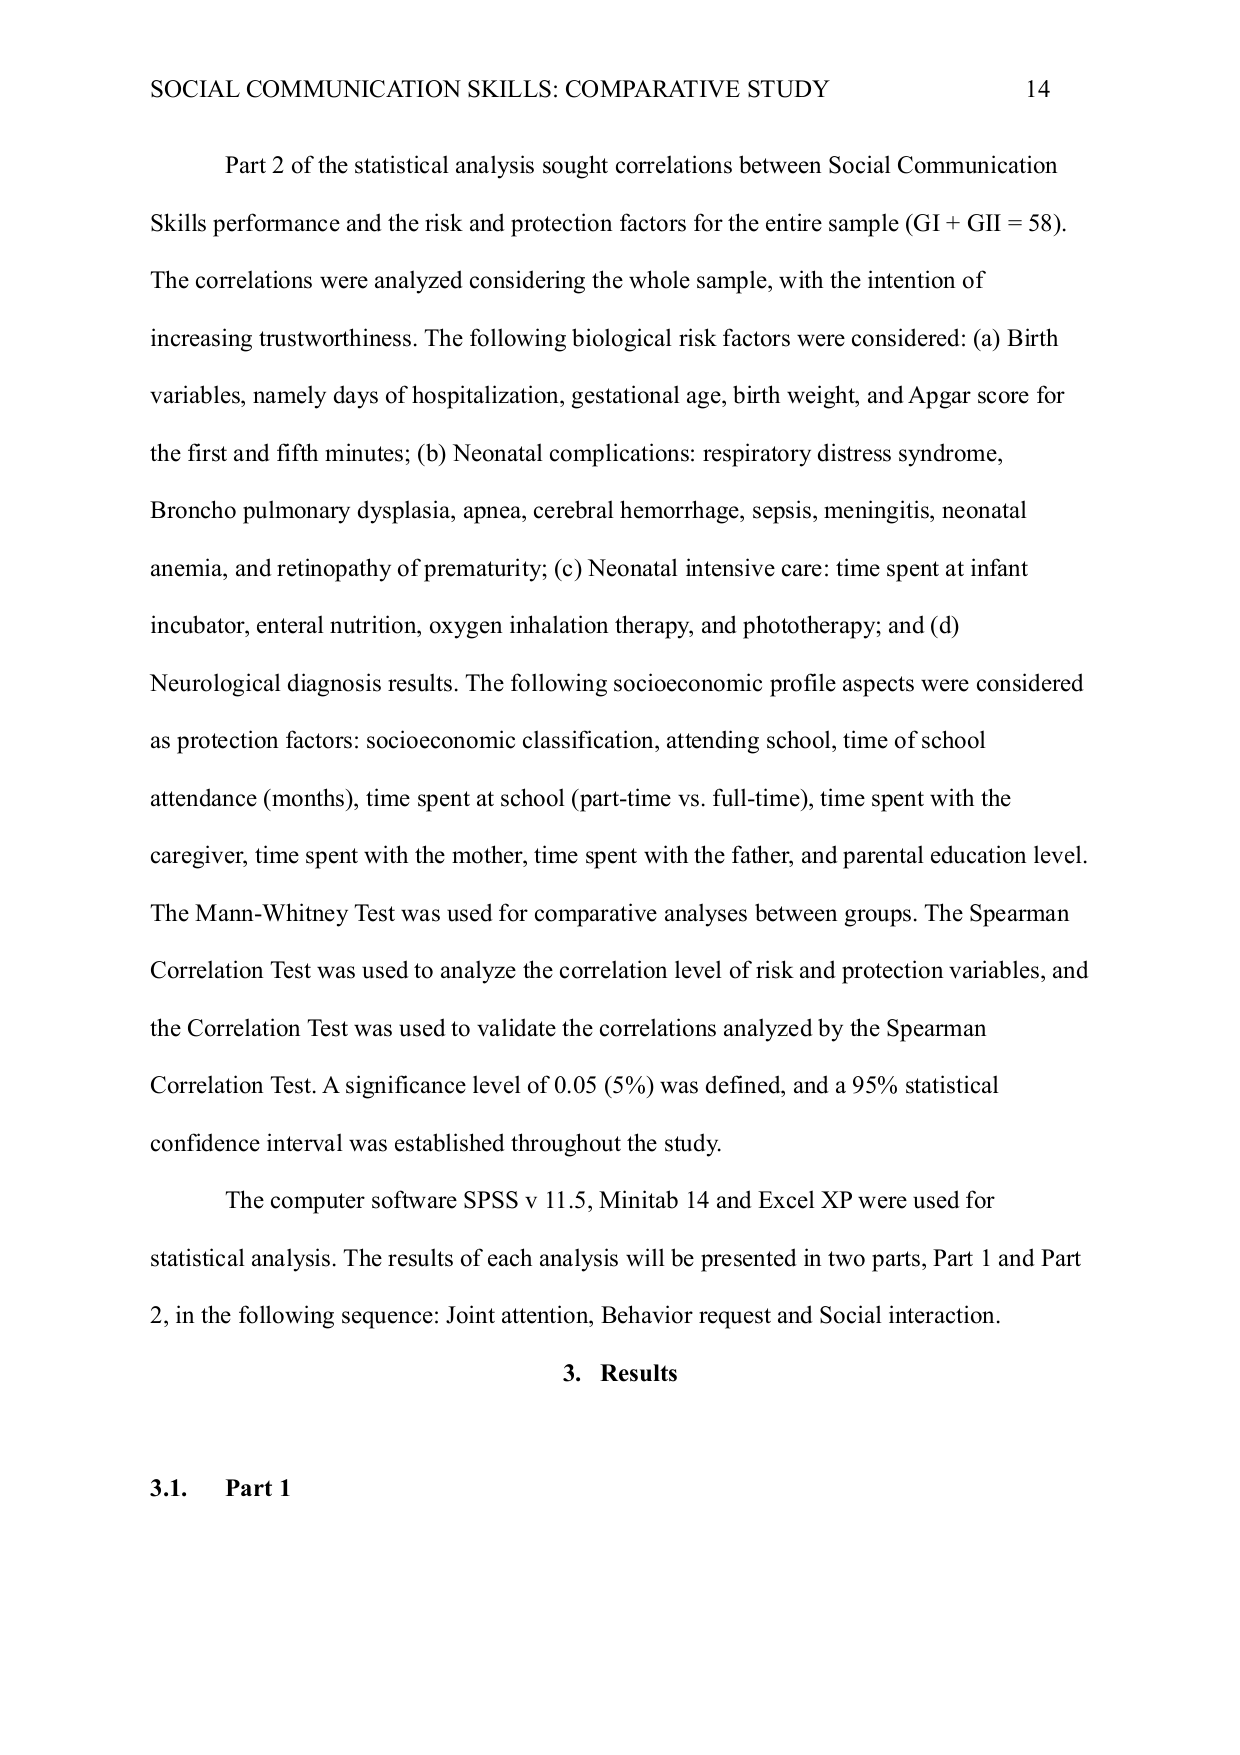 SOCIAL COMMUNICATION SKILLS: COMPARATIVE STUDY 14
Part 2 of the statistical analysis sought correlations between Social Communication
Skills performance and the risk and protection factors for the entire sample (GI + GII = 58).
The correlations were analyzed considering the whole sample, with the intention of
increasing trustworthiness. The following biological risk factors were considered: (a) Birth
variables, namely days of hospitalization, gestational age, birth weight, and Apgar score for
the first and fifth minutes; (b) Neonatal complications: respiratory distress syndrome,
Broncho pulmonary dysplasia, apnea, cerebral hemorrhage, sepsis, meningitis, neonatal
anemia, and retinopathy of prematurity; (c) Neonatal intensive care: time spent at infant
incubator, enteral nutrition, oxygen inhalation therapy, and phototherapy; and (d)
Neurological diagnosis results. The following socioeconomic profile aspects were considered
as protection factors: socioeconomic classification, attending school, time of school
attendance (months), time spent at school (part-time vs. full-time), time spent with the
caregiver, time spent with the mother, time spent with the father, and parental education level.
The Mann-Whitney Test was used for comparative analyses between groups. The Spearman
Correlation Test was used to analyze the correlation level of risk and protection variables, and
the Correlation Test was used to validate the correlations analyzed by the Spearman
Correlation Test. A significance level of 0.05 (5%) was defined, and a 95% statistical
confidence interval was established throughout the study.
The computer software SPSS v 11.5, Minitab 14 and Excel XP were used for
statistical analysis. The results of each analysis will be presented in two parts, Part 1 and Part
2, in the following sequence: Joint attention, Behavior request and Social interaction.
3. Results
3.1. Part 1